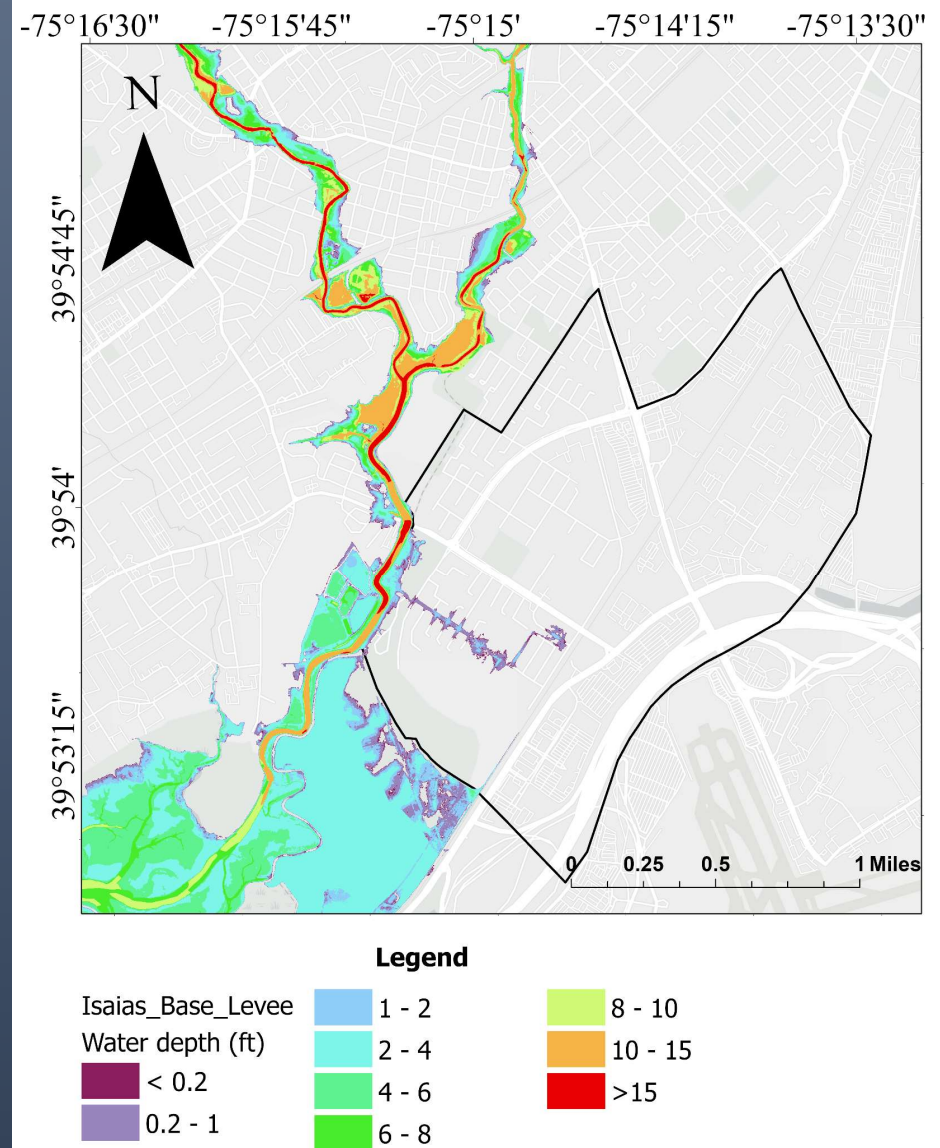 -75°16'30" -75°15'45" -75°15' -75°14'15" -75°13'30"
N
39°54'45"
39°54'
39°53'15"
0 0.25 0.5 1 Miles
Legend
Isaias_Base_Levee
Water depth (ft)
< 0.2
0.2 - 1
1 - 2
2 - 4
4 - 6
6 - 8
8 - 10
10 - 15
>15